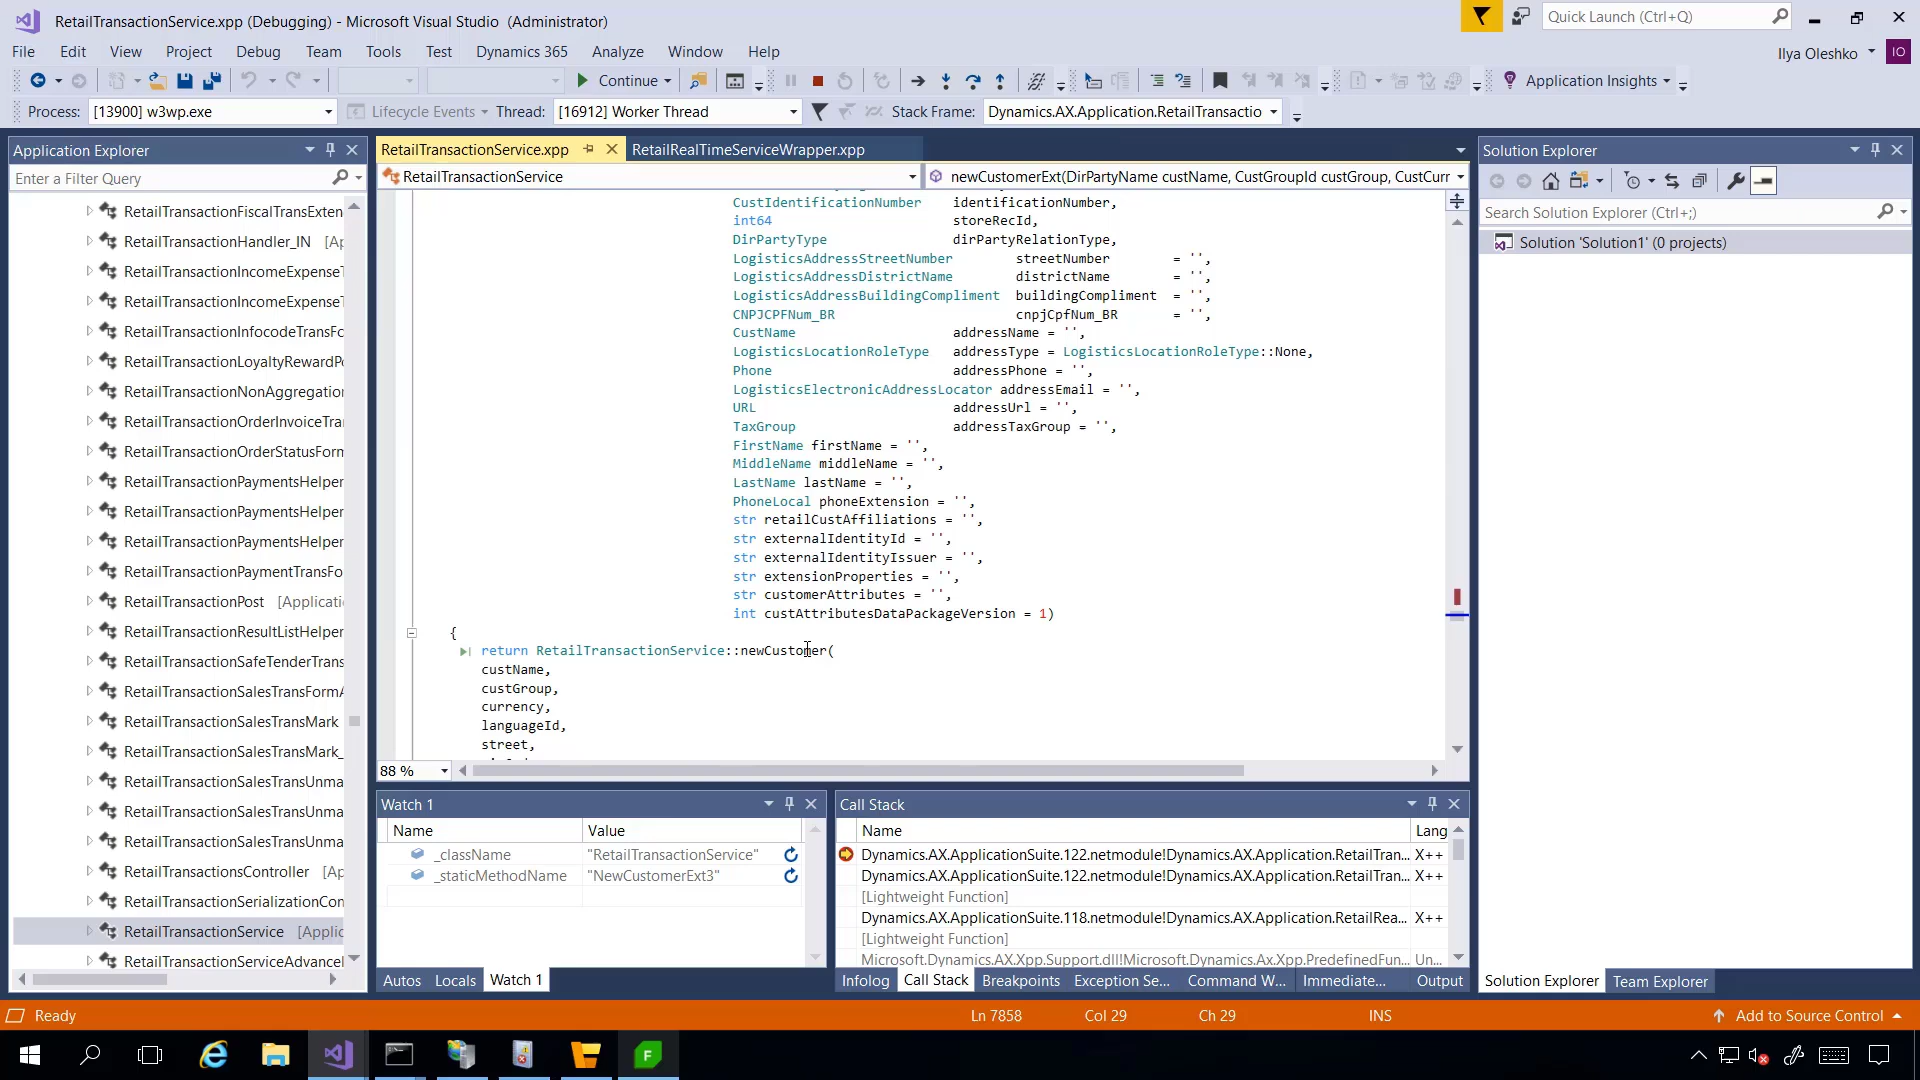 RetailTransactionService.xpp (Debugging) - Microsoft Visual Studio (Administrator)
Quick Launch (Ctrl+Q)
File Edit View Project Debug Team Tools Test Dynamics 365 Analyze Window Help
Ilya Oleshko IO
Continue
Application Insights
Process: [13900] w3wp.exe Lifecycle Events Thread: [16912] Worker Thread Stack Frame: Dynamics.AX.Application.RetailTransactio
Application Explorer
Enter a Filter Query
RetailTransactionFiscalTransExten
RetailTransactionHandler_IN [Ap
RetailTransactionIncomeExpenseT
RetailTransactionIncomeExpenseT
RetailTransactionInfocodeTransFo
RetailTransactionLoyaltyRewardPo
RetailTransactionNonAggregation
RetailTransactionOrderInvoiceTra
RetailTransactionOrderStatusForm
RetailTransactionPaymentsHelper
RetailTransactionPaymentsHelper
RetailTransactionPaymentsHelper
RetailTransactionPaymentTransFo
RetailTransactionPost [Applicati
RetailTransactionResultListHelper
RetailTransactionSafeTenderTrans
RetailTransactionSalesTransFormA
RetailTransactionSalesTransMark
RetailTransactionSalesTransMark_
RetailTransactionSalesTransUnma
RetailTransactionSalesTransUnma
RetailTransactionSalesTransUnma
RetailTransactionsController [Ap
RetailTransactionSerializationCon
RetailTransactionService [Applic
RetailTransactionServiceAdvancel
RetailTransactionService.xpp RetailRealTimeServiceWrapper.xpp
RetailTransactionService newCustomerExt(DirPartyName custName, CustGroupId custGroup, CustCurr
CustIdentificationNumber identificationNumber,
int64 storeRecId,
DirPartyType dirPartyRelationType,
LogisticsAddressStreetNumber streetNumber = '',
LogisticsAddressDistrictName districtName = '',
LogisticsAddressBuildingCompliment buildingCompliment = '',
CNPJCPFNum_BR cnpjCpfNum_BR = '',
CustName addressName = '',
LogisticsLocationRoleType addressType = LogisticsLocationRoleType::None,
Phone addressPhone = '',
LogisticsElectronicAddressLocator addressEmail = '',
URL addressUrl = '',
TaxGroup addressTaxGroup = '',
FirstName firstName = '',
MiddleName middleName = '',
LastName lastName = '',
PhoneLocal phoneExtension = '',
str retailCustAffiliations = '',
str externalIdentityId = '',
str externalIdentityIssuer = '',
str extensionProperties = '',
str customerAttributes = '',
int custAttributesDataPackageVersion = 1)
{
return RetailTransactionService::newCustomer(
custName,
custGroup,
currency,
languageId,
street,
88 %
Watch 1
Name Value
_className "RetailTransactionService"
_staticMethodName "NewCustomerExt3"
Autos Locals Watch 1
Call Stack
Name Lang
Dynamics.AX.ApplicationSuite.122.netmodule!Dynamics.AX.Application.RetailTran... X++
Dynamics.AX.ApplicationSuite.122.netmodule!Dynamics.AX.Application.RetailTran... X++
[Lightweight Function]
Dynamics.AX.ApplicationSuite.118.netmodule!Dynamics.AX.Application.RetailRea... X++
[Lightweight Function]
Microsoft.Dynamics.AX.Xpp.Support.dll!Microsoft.Dynamics.Ax.Xpp.PredefinedFun... Un...
Infolog Call Stack Breakpoints Exception Se... Command W... Immediate... Output
Solution Explorer
Search Solution Explorer (Ctrl+;)
Solution 'Solution1' (0 projects)
Solution Explorer Team Explorer
Ready Ln 7858 Col 29 Ch 29 INS Add to Source Control